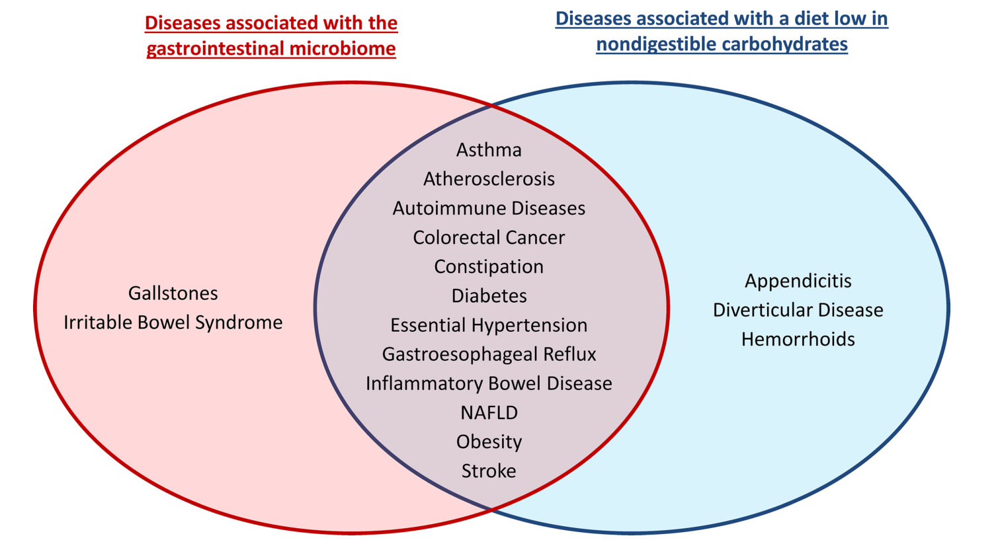 Diseases associated with the
gastrointestinal microbiome
Diseases associated with a diet low in
nondigestible carbohydrates
Gallstones
Irritable Bowel Syndrome
Asthma
Atherosclerosis
Autoimmune Diseases
Colorectal Cancer
Constipation
Diabetes
Essential Hypertension
Gastroesophageal Reflux
Inflammatory Bowel Disease
NAFLD
Obesity
Stroke
Appendicitis
Diverticular Disease
Hemorrhoids